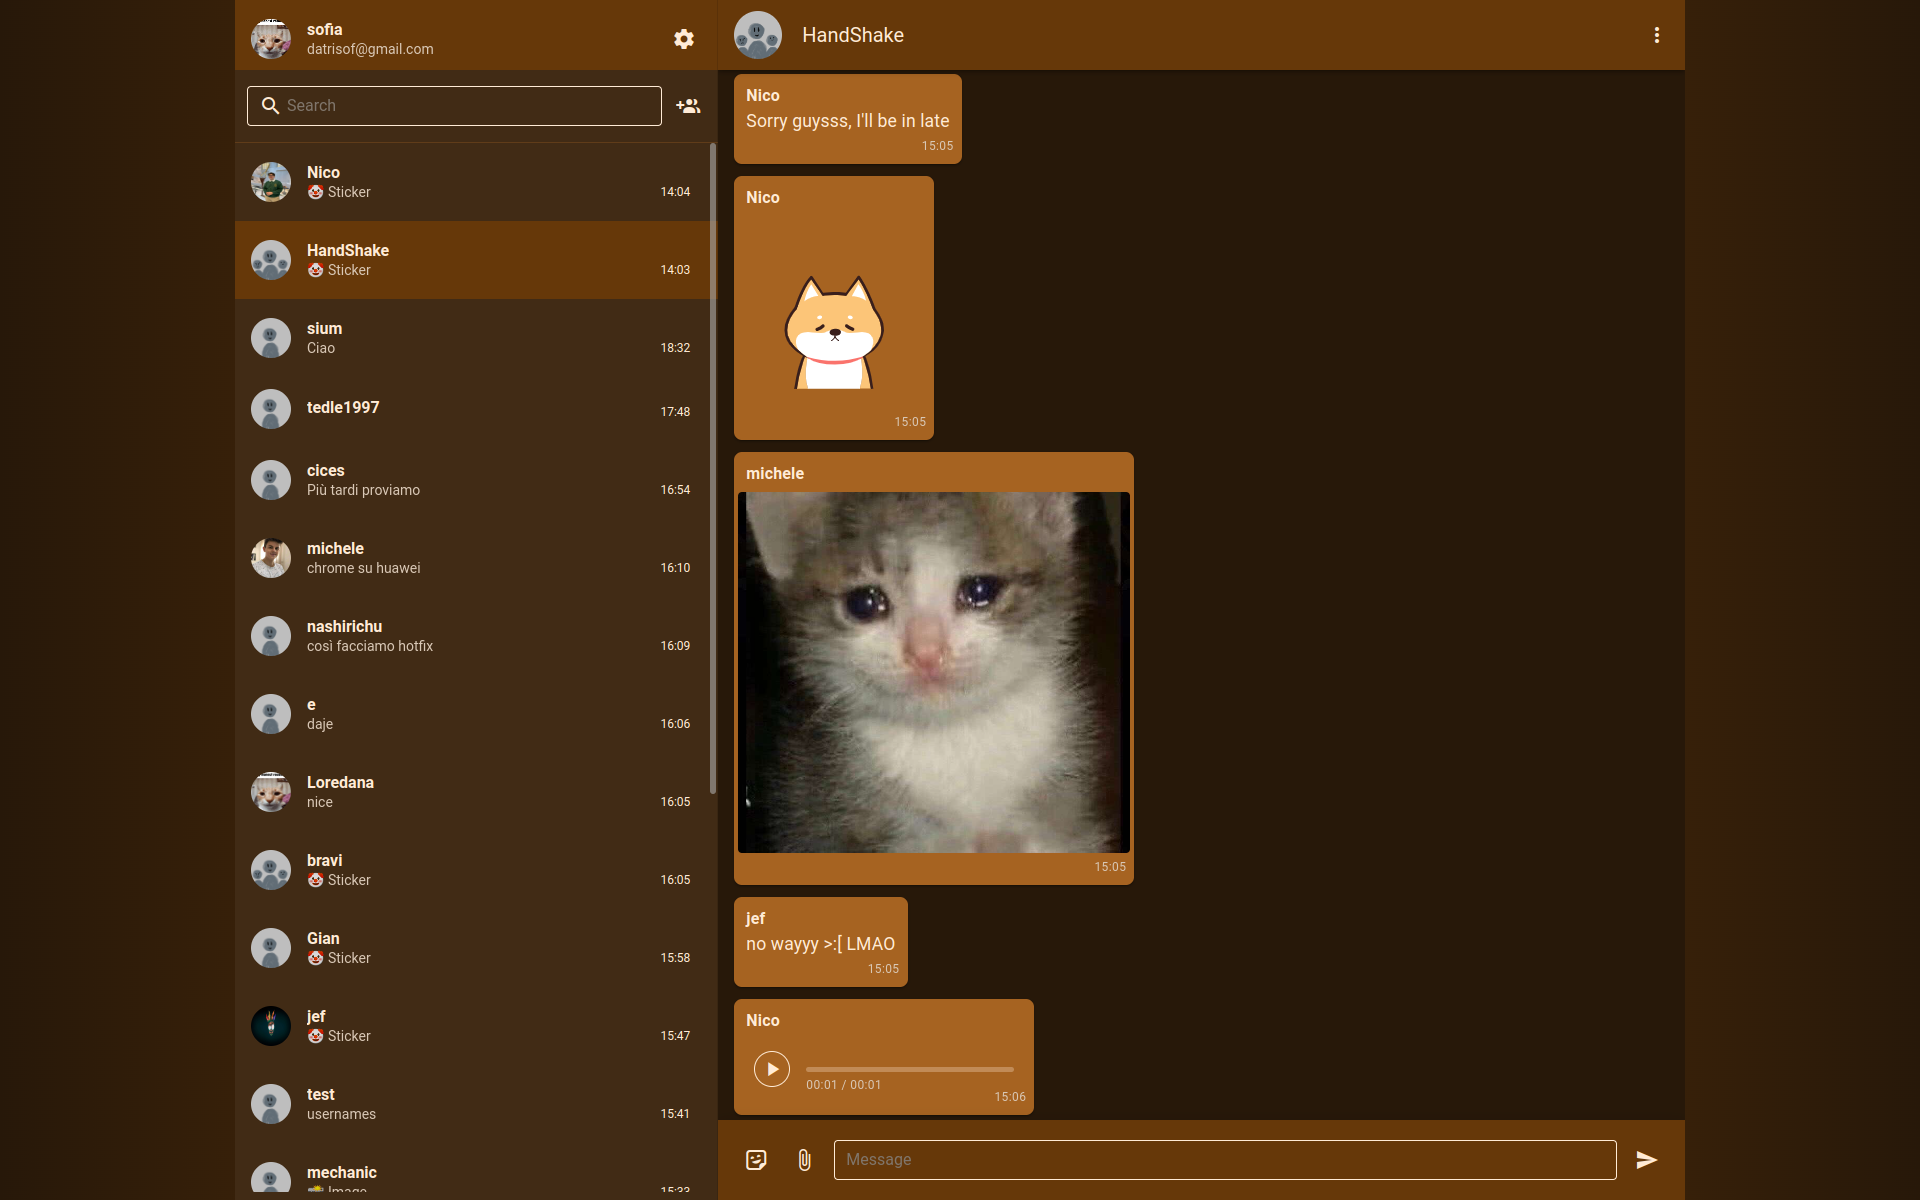 sofia
datrisof@gmail.com
Search
Nico
🤡 Sticker
14:04
HandShake
🤡 Sticker
14:03
sium
Ciao
18:32
tedle1997
17:48
cices
Più tardi proviamo
16:54
michele
chrome su huawei
16:10
nashirichu
così facciamo hotfix
16:09
e
daje
16:06
Loredana
nice
16:05
bravi
🤡 Sticker
16:05
Gian
🤡 Sticker
15:58
jef
🤡 Sticker
15:47
test
usernames
15:41
mechanic
Image
15:33
HandShake
Nico
Sorry guysss, I'll be in late
15:05
Nico
15:05
michele
15:05
jef
no wayyy >:[ LMAO
15:05
Nico
00:01 / 00:01
15:06
Message